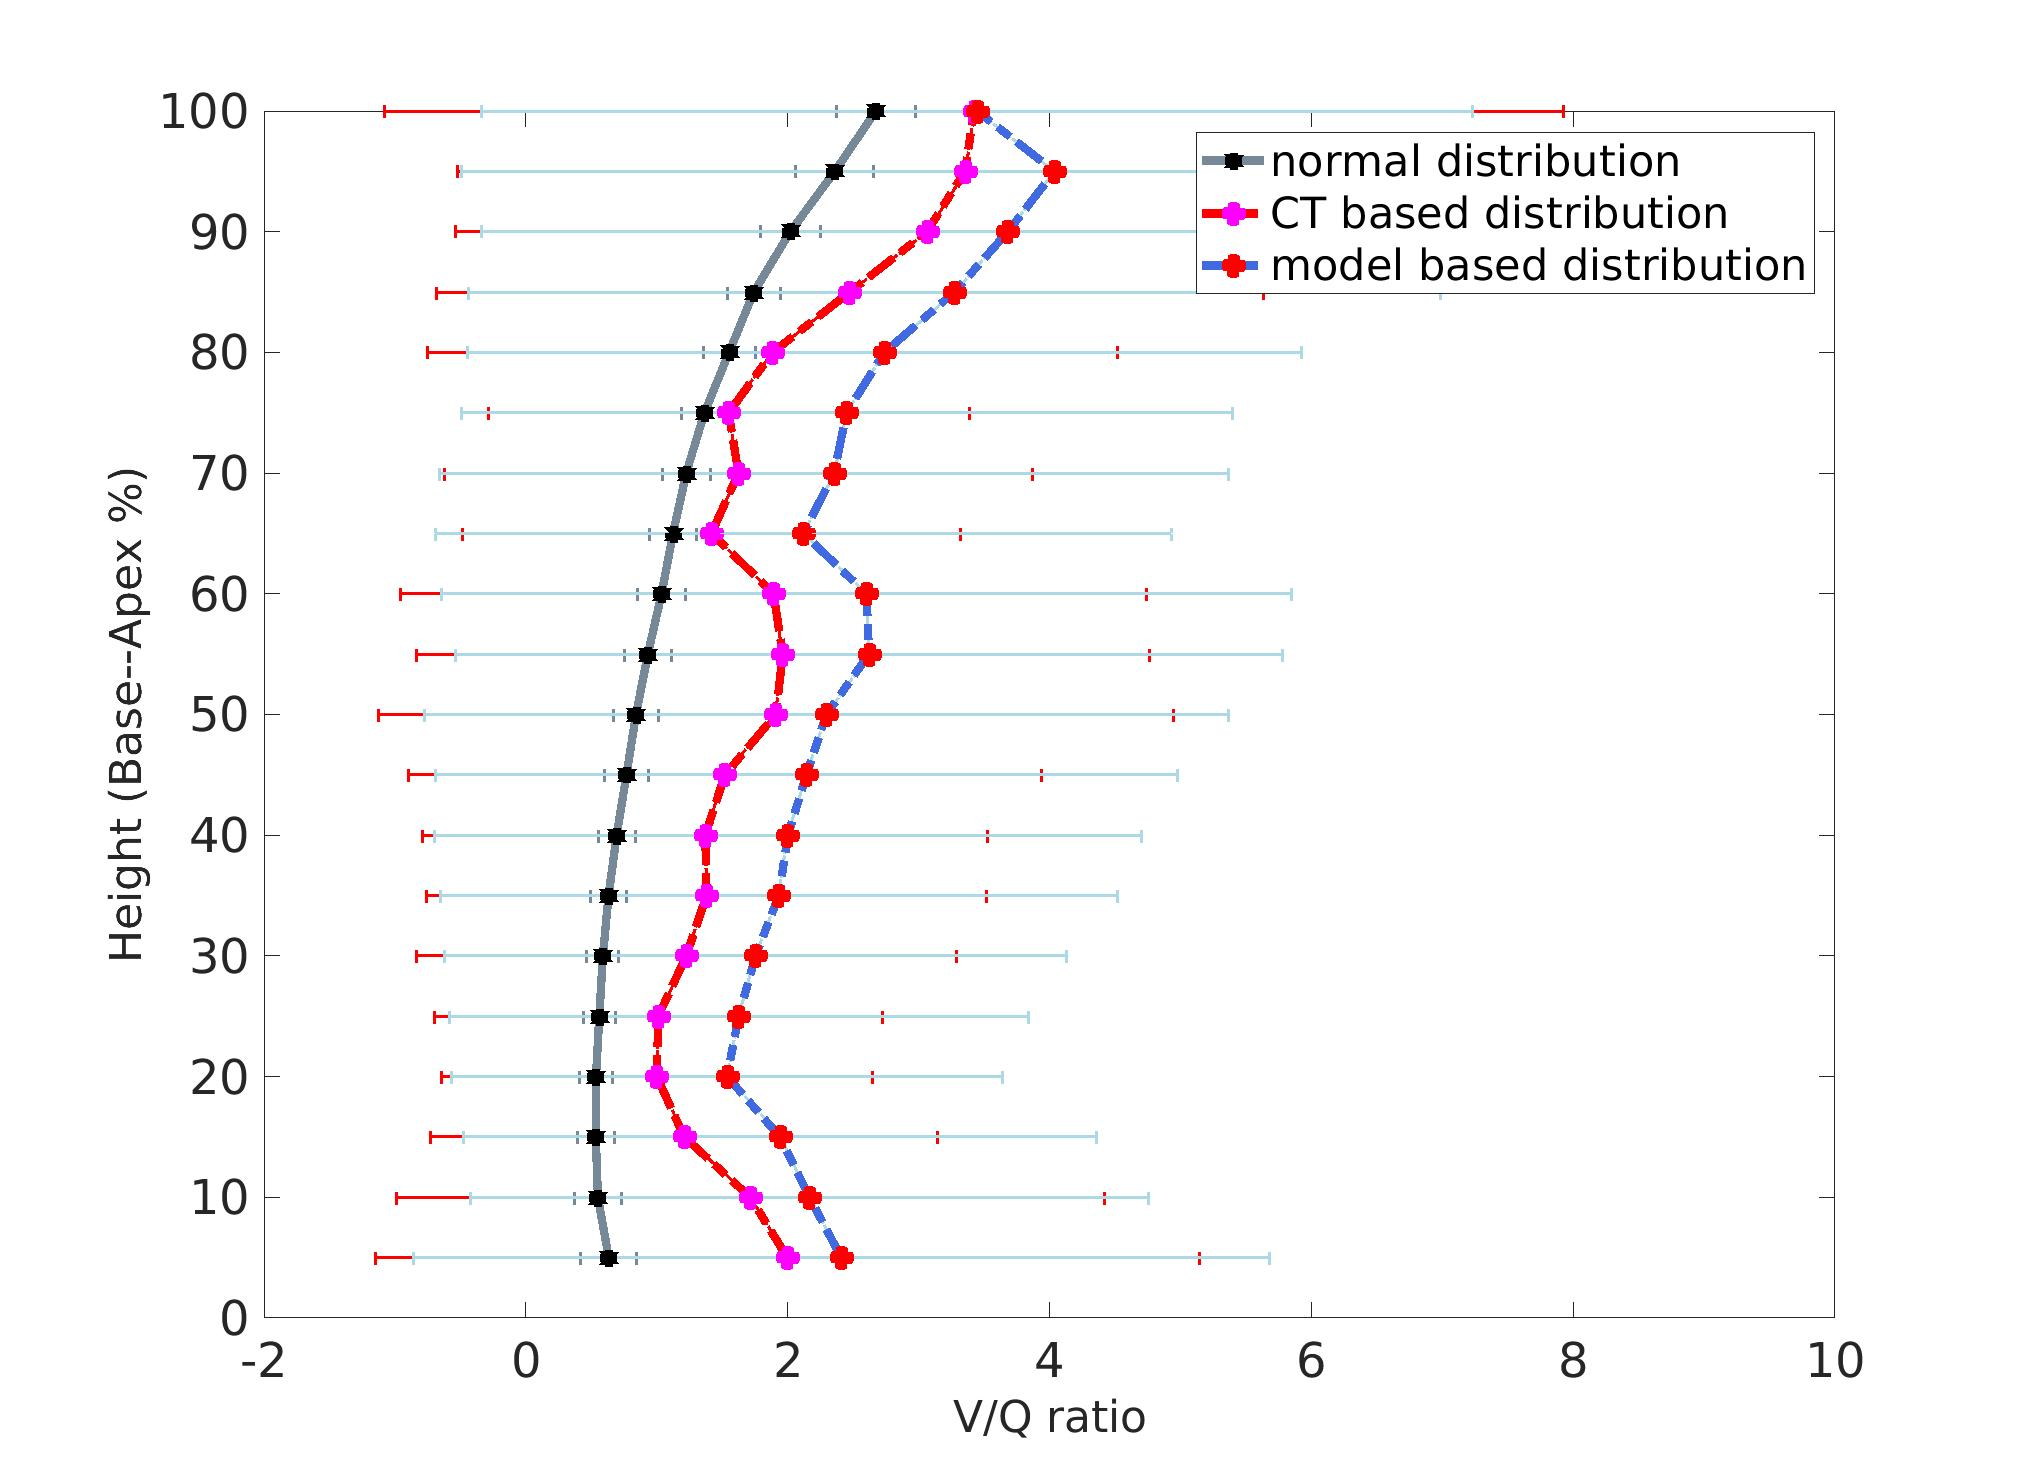 100
90
80
70
60
50
40
30
20
10
0
-2 0 2 4 6 8 10
V/Q ratio
Height (Base--Apex %)
normal distribution
CT based distribution
model based distribution